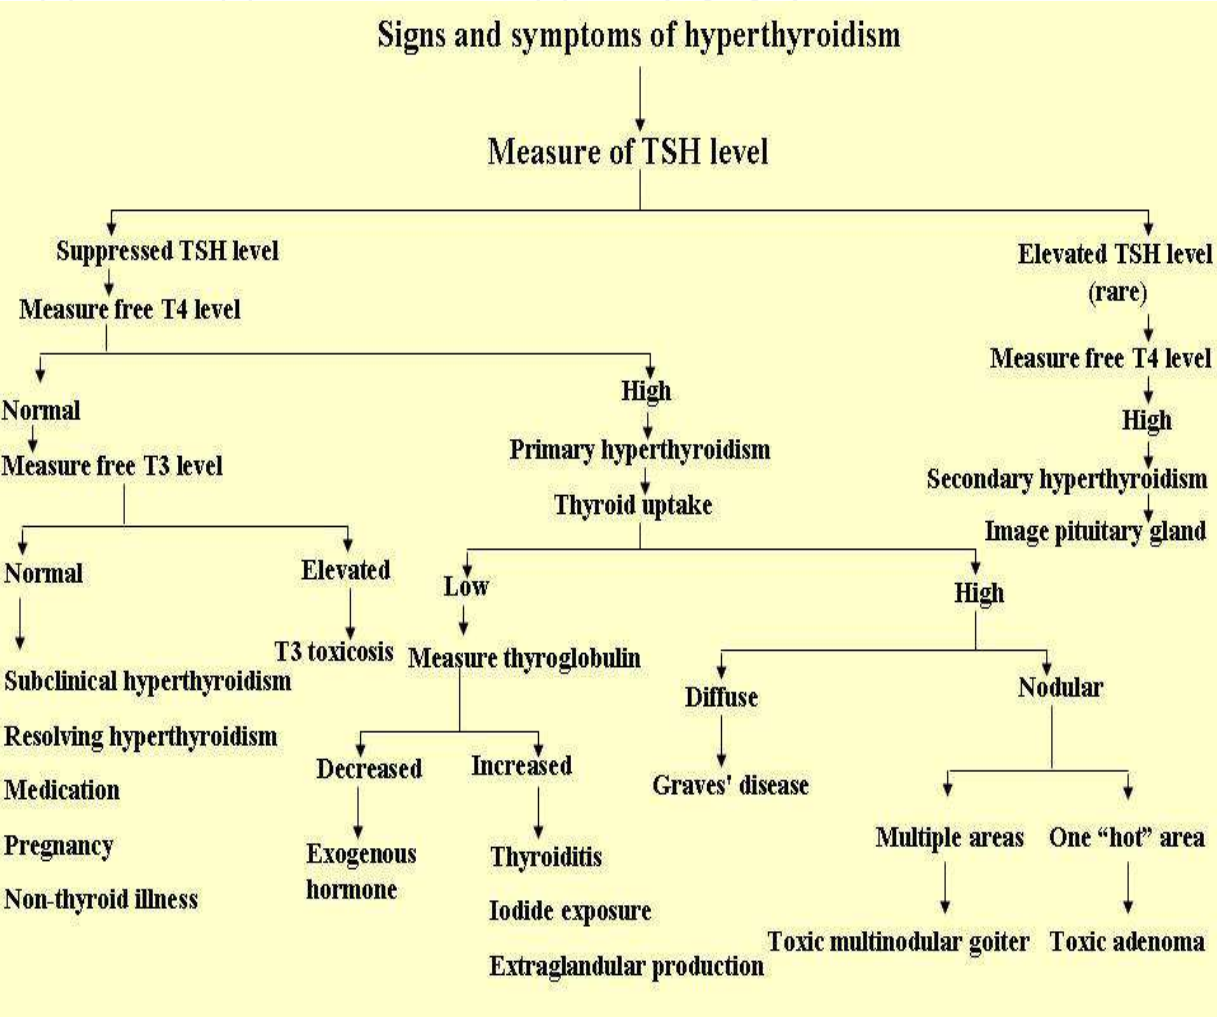 Signs and symptoms of hyperthyroidism
Measure of TSH level
Suppressed TSH level
Measure free T4 level
Normal
Measure free T3 level
Normal
Subclinical hyperthyroidism
Resolving hyperthyroidism
Medication
Pregnancy
Non-thyroid illness
Elevated
T3 toxicosis
High
Primary hyperthyroidism
Thyroid uptake
Low
Measure thyroglobulin
Decreased
Exogenous
hormone
Increased
Thyroiditis
Iodide exposure
Extraglandular production
High
Diffuse
Graves' disease
Nodular
Multiple areas
Toxic multinodular goiter
One “hot” area
Toxic adenoma
Elevated TSH level
(rare)
Measure free T4 level
High
Secondary hyperthyroidism
Image pituitary gland